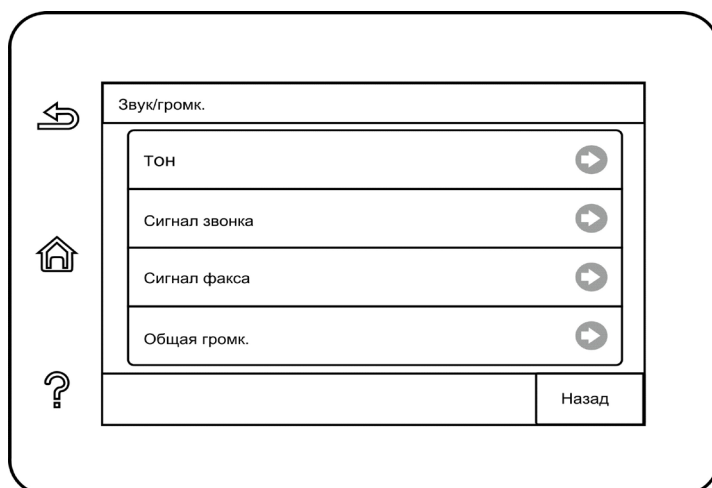 Звук/громк.
Тон
Сигнал звонка
Сигнал факса
Общая громк.
Назад